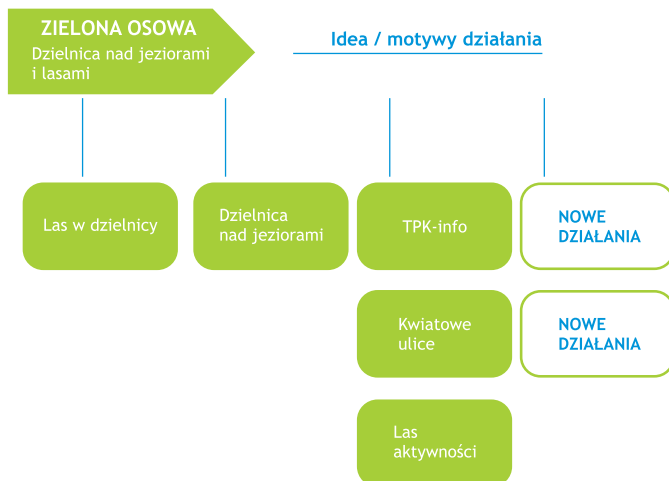 ZIELONA OSOWA
Dzielnica nad jeziorami
i lasami
Idea / motywy działania
Las w dzielnicy
Dzielnica
nad jeziorami
TPK-info
NOWE
DZIAŁANIA
Kwiatowe
ulice
NOWE
DZIAŁANIA
Las
aktywności